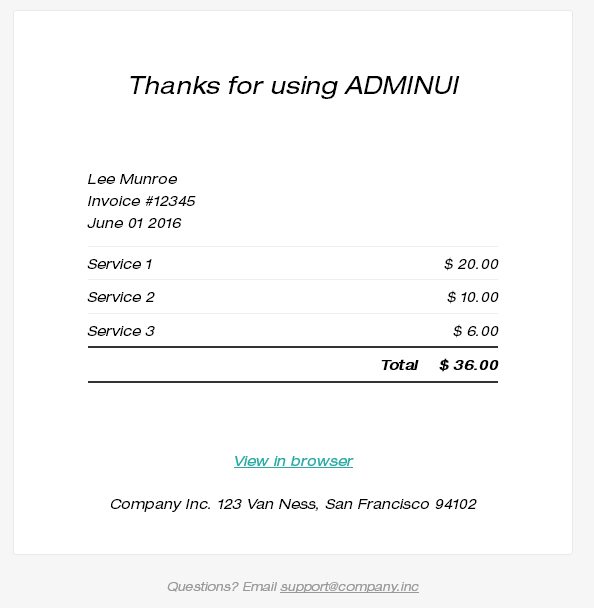 Thanks for using ADMINUI
Lee Munroe
Invoice #12345
June 01 2016
Service 1 $ 20.00
Service 2 $ 10.00
Service 3 $ 6.00
Total $ 36.00
View in browser
Company Inc. 123 Van Ness, San Francisco 94102
Questions? Email support@company.inc